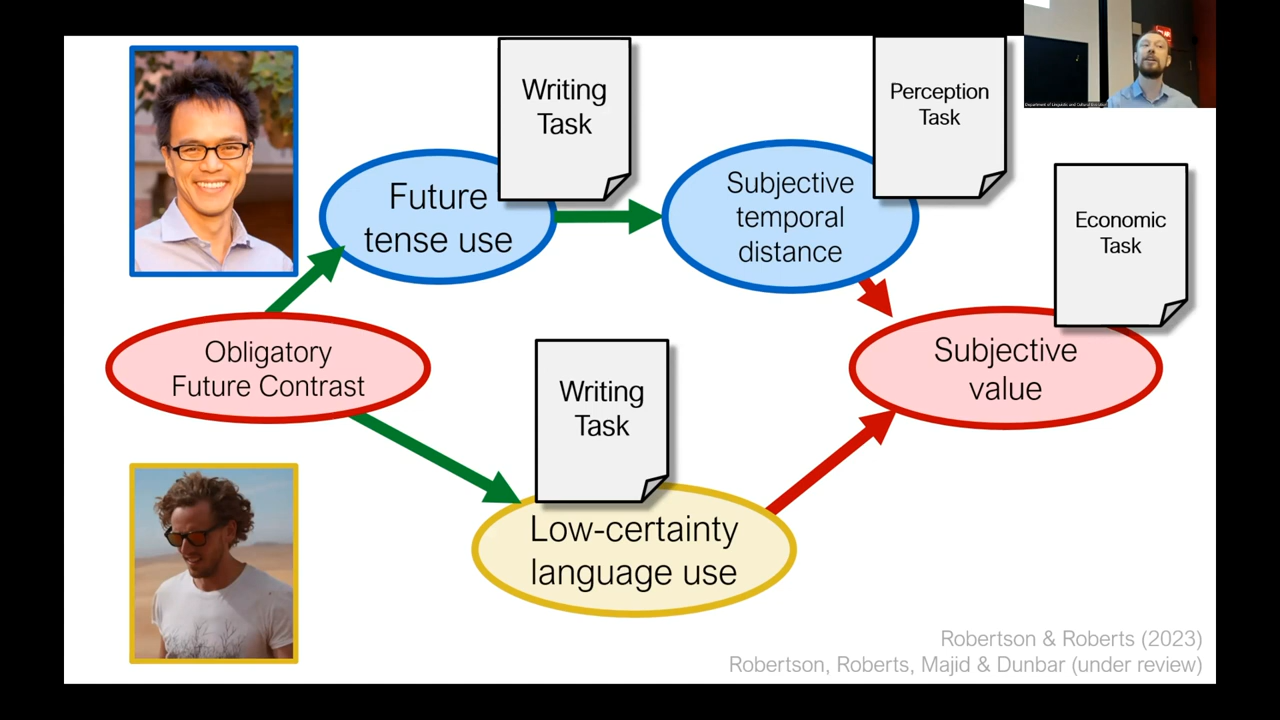 Writing
Task
Perception
Task
Future
tense use
Subjective
temporal
distance
Economic
Task
Obligatory
Future Contrast
Writing
Task
Subjective
value
Low-certainty
language use
Robertson & Roberts (2023)
Robertson, Roberts, Majid & Dunbar (under review)